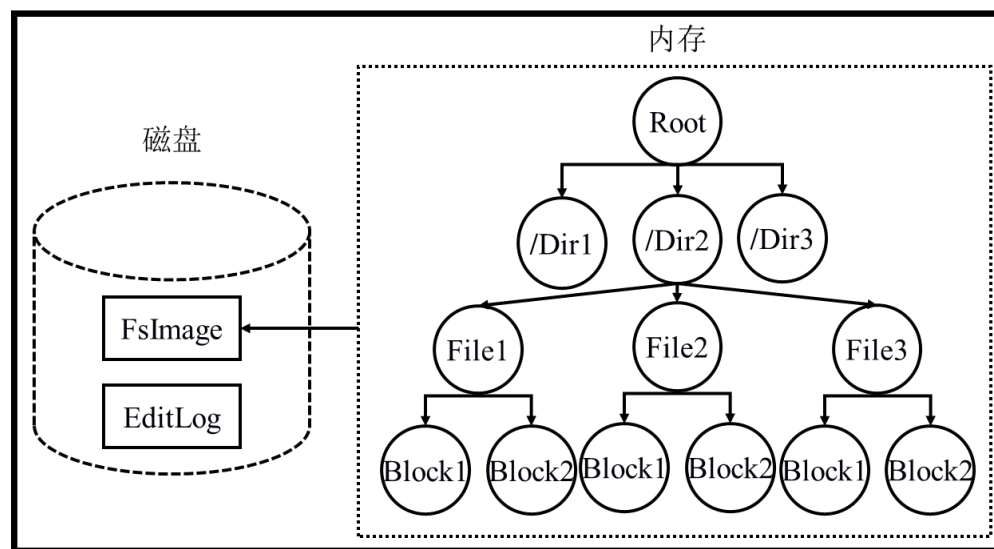 内存
磁盘
Root
/Dir1
/Dir2
/Dir3
FsImage
EditLog
File1
File2
File3
Block1
Block2
Block1
Block2
Block1
Block2